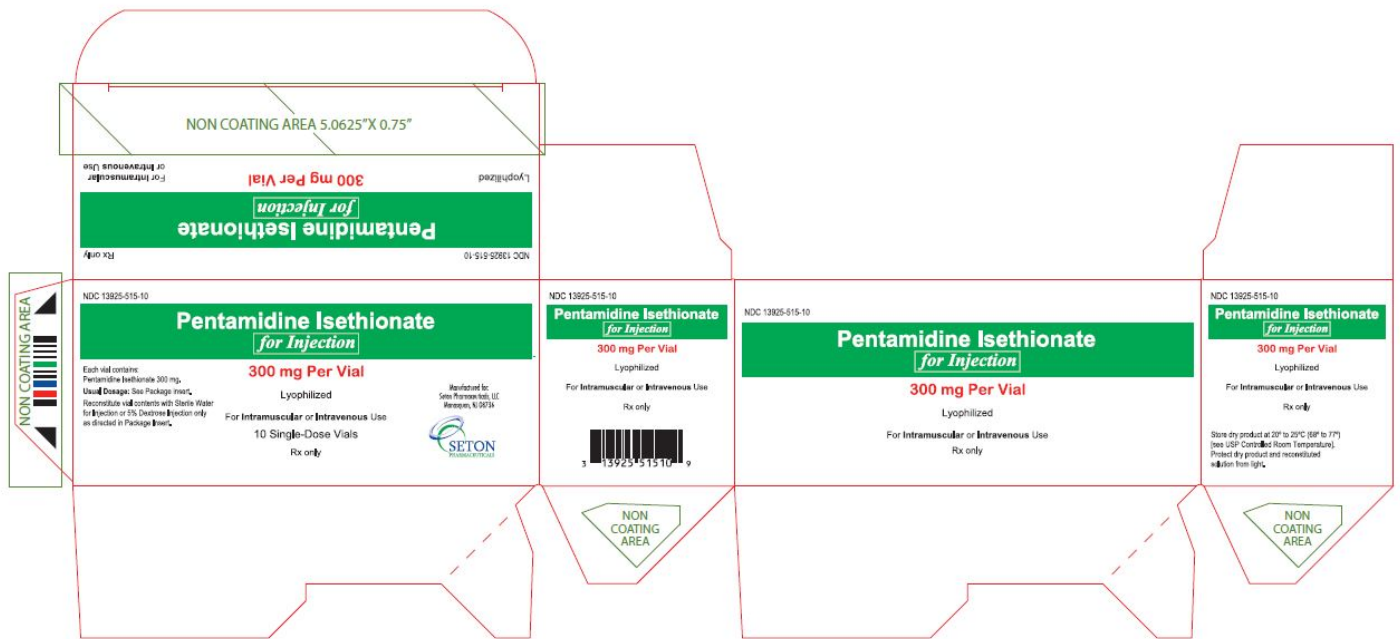 NON COATING AREA 5.0625"X 0.75"
For Intramuscular
or Intravenous Use
300 mg Per Vial
Lyophilized
Pentamidine Isethionate
for Injection
Rx only
NDC 13925-515-10
NON COATING AREA
NDC 13925-515-10
Pentamidine Isethionate
for Injection
Each vial contains:
Pentamidine Isethionate 300 mg.
Usual Dosage: See Package Insert.
Reconstitute vial contents with Sterile Water
for Injection or 5% Dextrose Injection only
as directed in Package Insert.
300 mg Per Vial
Lyophilized
For Intramuscular or Intravenous Use
10 Single-Dose Vials
Rx only
Manufactured for:
Seton Pharmaceuticals, LLC
Manasquan, NJ 08736
SETON
PHARMACEUTICALS
NDC 13925-515-10
Pentamidine Isethionate
for Injection
300 mg Per Vial
Lyophilized
For Intramuscular or Intravenous Use
Rx only
3 13925 51510 9
NON
COATING
AREA
NDC 13925-515-10
Pentamidine Isethionate
for Injection
300 mg Per Vial
Lyophilized
For Intramuscular or Intravenous Use
Rx only
NDC 13925-515-10
Pentamidine Isethionate
for Injection
300 mg Per Vial
Lyophilized
For Intramuscular or Intravenous Use
Rx only
Store dry product at 20° to 25°C (68° to 77°)
(see USP Controlled Room Temperature).
Protect dry product and reconstituted
solution from light.
NON
COATING
AREA